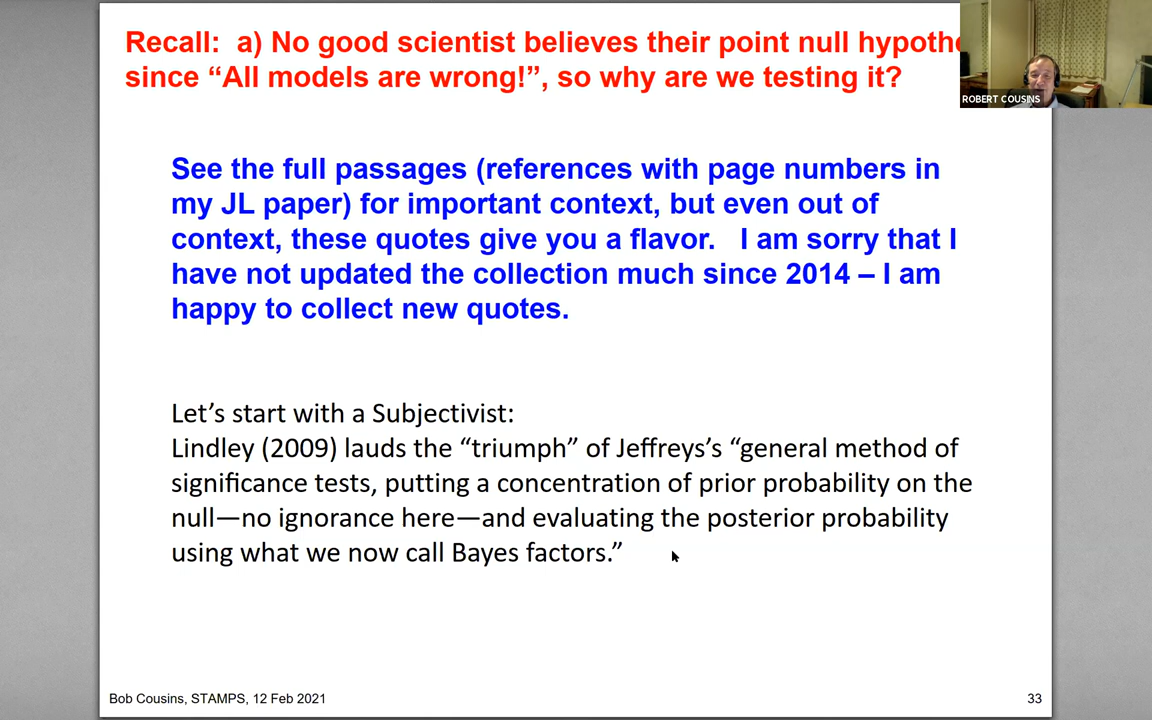 Recall: a) No good scientist believes their point null
since “All models are wrong!”, so why are we testing it?
ROBERT COUSINS
See the full passages (references with page numbers in
my JL paper) for important context, but even out of
context, these quotes give you a flavor. I am sorry that I
have not updated the collection much since 2014 – I am
happy to collect new quotes.
Let’s start with a Subjectivist:
Lindley (2009) lauds the “triumph” of Jeffreys’s “general method of
significance tests, putting a concentration of prior probability on the
null—no ignorance here—and evaluating the posterior probability
using what we now call Bayes factors.”
Bob Cousins, STAMPS, 12 Feb 2021
33